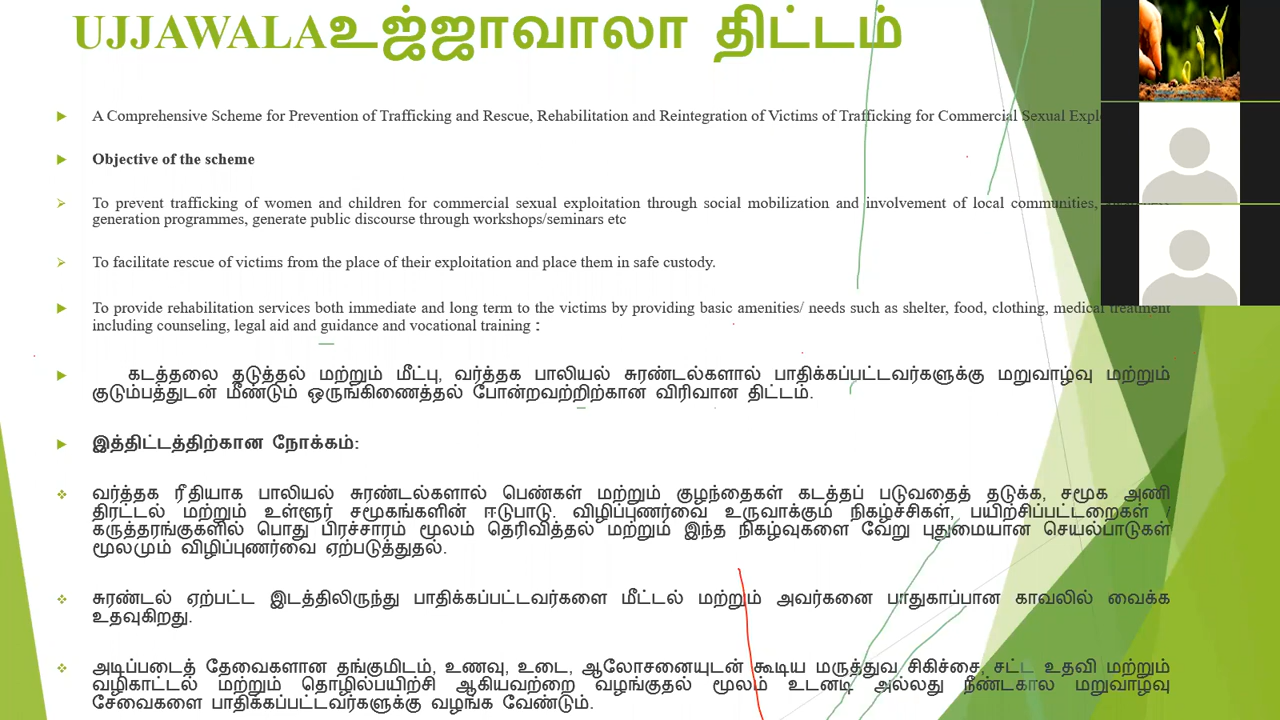 UJJAWALAஉஜ்ஜாவாலா திட்டம்
A Comprehensive Scheme for Prevention of Trafficking and Rescue, Rehabilitation and Reintegration of Victims of Trafficking for Commercial Sexual
Objective of the scheme
To prevent trafficking of women and children for commercial sexual exploitation through social mobilization and involvement of local communities,
generation programmes, generate public discourse through workshops/seminars etc
To facilitate rescue of victims from the place of their exploitation and place them in safe custody.
To provide rehabilitation services both immediate and long term to the victims by providing basic amenities/ needs such as shelter, food, clothing, medical treatment
including counseling, legal aid and guidance and vocational training :
கடத்தலை தடுத்தல் மற்றும் மீட்பு, வர்த்தக பாலியல் சுரண்டல்களால் பாதிக்கப்பட்டவர்களுக்கு மறுவாழ்வு மற்றும்
குடும்பத்துடன் மீண்டும் ஒருங்கிணைத்தல் போன்றவற்றிற்கான விரிவான திட்டம்.
இத்திட்டத்திற்கான நோக்கம்:
வர்த்தக ரீதியாக பாலியல் சுரண்டல்களால் பெண்கள் மற்றும் குழந்தைகள் கடத்தப் படுவதைத் தடுக்க, சமூக அணி
திரட்டல் மற்றும் உள்ளூர் சமூகங்களின் ஈடுபாடு. விழிப்புணர்வை உருவாக்கும் நிகழ்ச்சிகள், பயிற்சிப்பட்டறைகள் /
கருத்தரங்குகளில் பொது பிரச்சாரம் மூலம் தெரிவித்தல் மற்றும் இந்த நிகழ்வுகளை வேறு புதுமையான செயல்பாடுகள்
மூலமும் விழிப்புணர்வை ஏற்படுத்துதல்.
சுரண்டல் ஏற்பட்ட இடத்திலிருந்து பாதிக்கப்பட்டவர்களை மீட்டல் மற்றும் அவர்கனை பாதுகாப்பான காவலில் வைக்க
உதவுகிறது.
அடிப்படைத் தேவைகளான தங்குமிடம், உணவு, உடை, ஆலோசனையுடன் கூடிய மருத்துவ சிகிச்சை, சட்ட உதவி மற்றும்
வழிகாட்டல் மற்றும் தொழில்பயிற்சி ஆகியவற்றை வழங்குதல் மூலம் உடனடி அல்லது நீண்டகால மறுவாழ்வு
சேவைகளை பாதிக்கப்பட்டவர்களுக்கு வழங்க வேண்டும்.